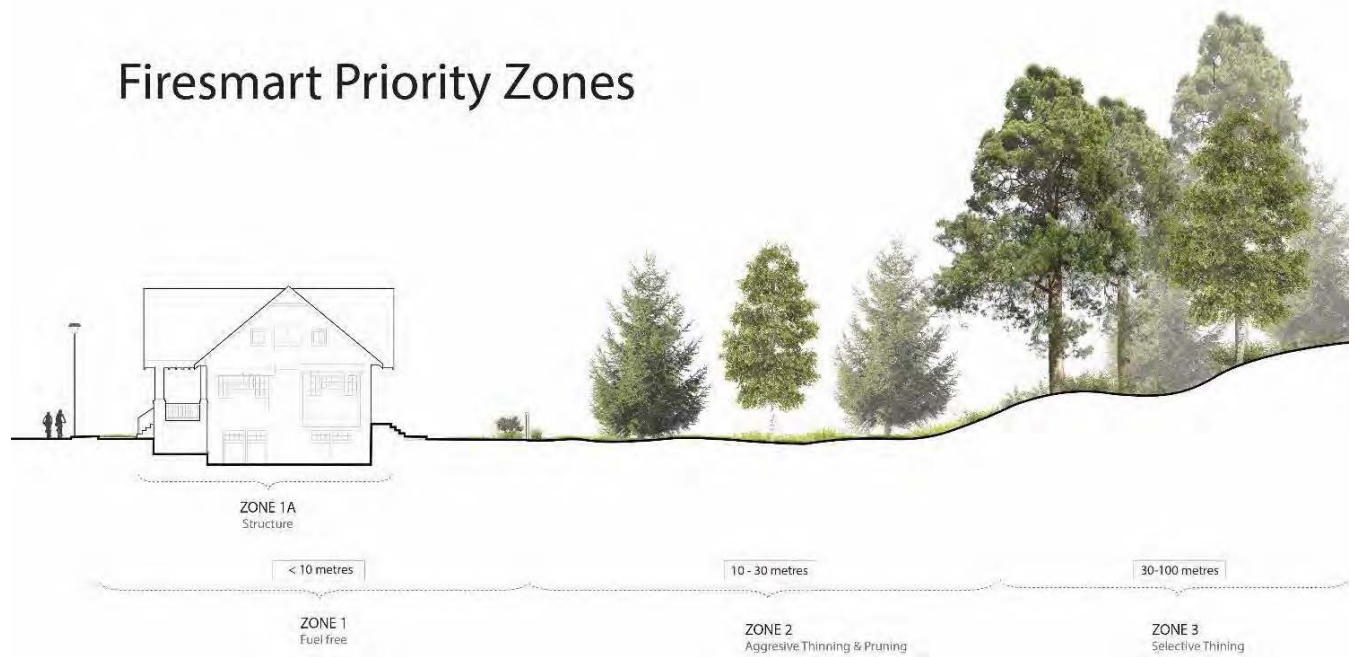 Firesmart Priority Zones
ZONE 1A
Structure
< 10 metres
10 - 30 metres
30-100 metres
ZONE 1
Fuel free
ZONE 2
Aggresive Thinning & Pruning
ZONE 3
Selective Thining